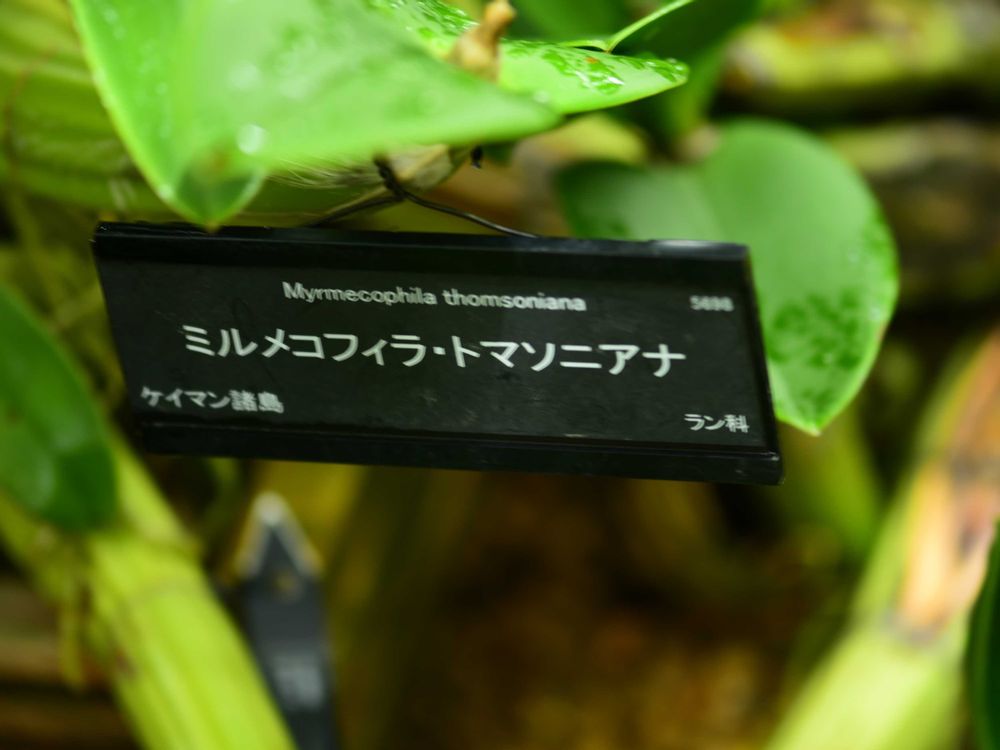 Myrmecophila thomsoniana 5698
ミルメコフィラ・トマソニアナ
ケイマン諸島
ラン科